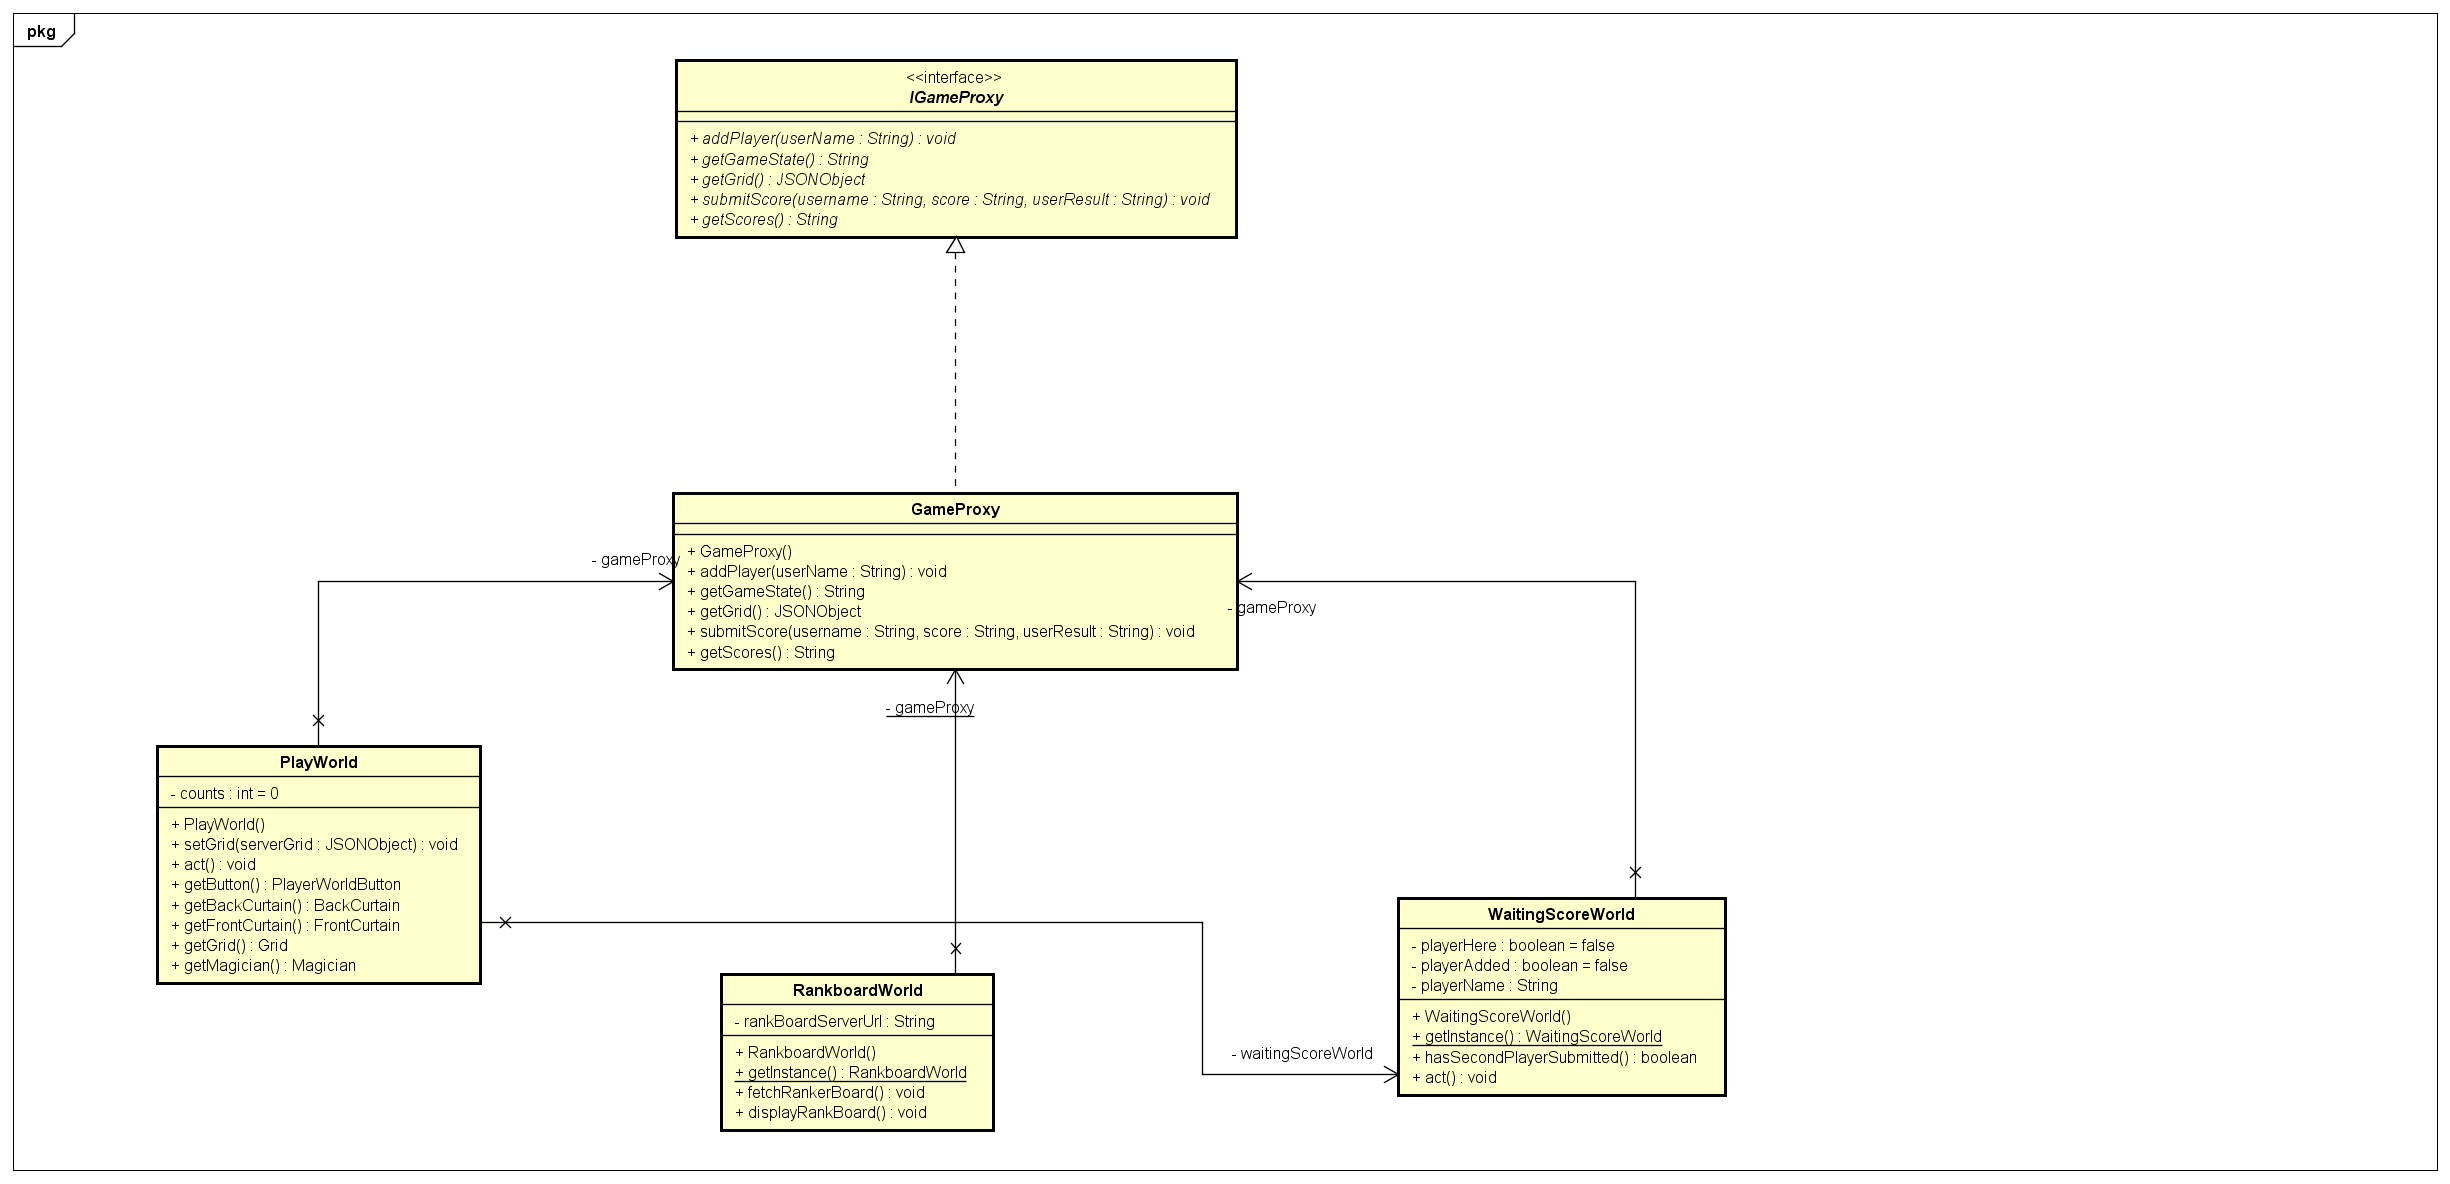 pkg
<<interface>>
IGameProxy
+ addPlayer(userName : String) : void
+ getGameState() : String
+ getGrid() : JSONObject
+ submitScore(username : String, score : String, userResult : String) : void
+ getScores() : String
GameProxy
+ GameProxy()
+ addPlayer(userName : String) : void
+ getGameState() : String
+ getGrid() : JSONObject
+ submitScore(username : String, score : String, userResult : String) : void
+ getScores() : String
- gameProxy
- gameProxy
- gameProxy
PlayWorld
- counts : int = 0
+ PlayWorld()
+ setGrid(serverGrid : JSONObject) : void
+ act() : void
+ getButton() : PlayerWorldButton
+ getBackCurtain() : BackCurtain
+ getFrontCurtain() : FrontCurtain
+ getGrid() : Grid
+ getMagician() : Magician
RankboardWorld
- rankBoardServerUrl : String
+ RankboardWorld()
+ getInstance() : RankboardWorld
+ fetchRankerBoard() : void
+ displayRankBoard() : void
- waitingScoreWorld
WaitingScoreWorld
- playerHere : boolean = false
- playerAdded : boolean = false
- playerName : String
+ WaitingScoreWorld()
+ getInstance() : WaitingScoreWorld
+ hasSecondPlayerSubmitted() : boolean
+ act() : void